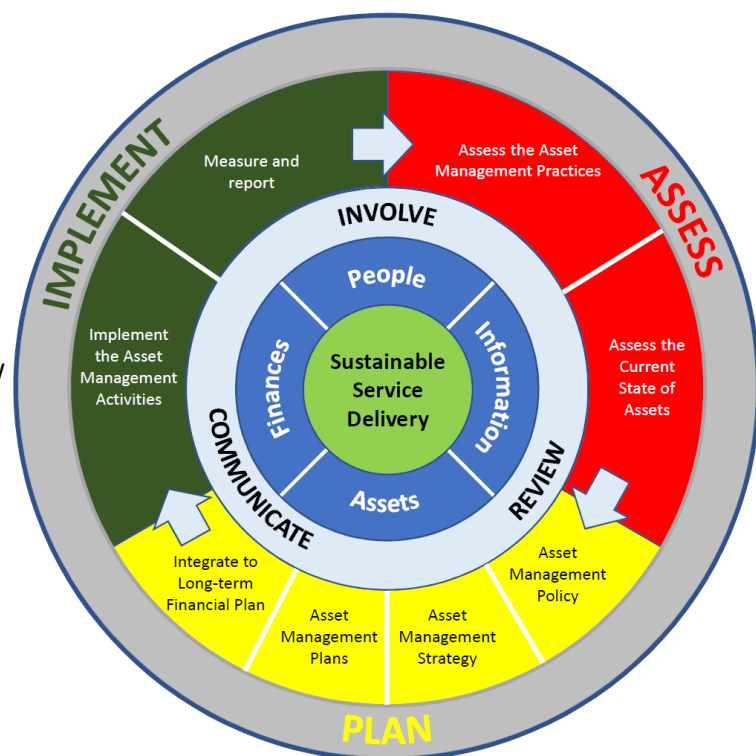 IMPLEMENT
Measure and
report
Assess the Asset
Management Practices
ASSESS
INVOLVE
People
Implement
the Asset
Management
Activities
Finances
Sustainable
Service
Delivery
Information
Assess the
Current
State of
Assets
COMMUNICATE
Assets
REVIEW
Integrate to
Long-term
Financial Plan
Asset
Management
Plans
Asset
Management
Strategy
Asset
Management
Policy
PLAN